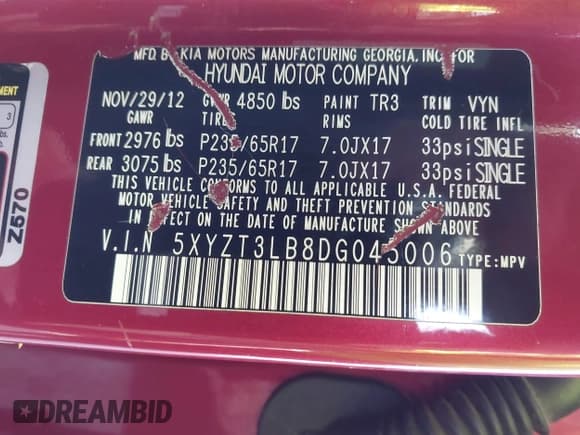 MFD. BY KIA MOTORS MANUFACTURING GEORGIA, INC. FOR
HYUNDAI MOTOR COMPANY
NOV/29/12 GVWR 4850 lbs PAINT TR3 TRIM VYN
GAWR TIRE RIMS COLD TIRE INFL
FRONT 2976 lbs P235/65R17 7.0JX17 33psi SINGLE
REAR 3075 lbs P235/65R17 7.0JX17 33psi SINGLE
THIS VEHICLE CONFORMS TO ALL APPLICABLE U.S.A. FEDERAL
MOTOR VEHICLE SAFETY AND THEFT PREVENTION STANDARDS
IN EFFECT ON THE DATE OF MANUFACTURE SHOWN ABOVE
V.I.N 5XYZT3LB8DG045006 TYPE:MPV
MENT
3
Z570
DREAMBID